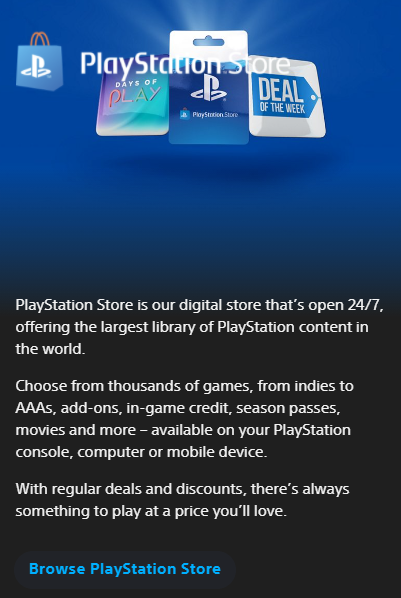 PlayStation Store
DAYS OF
PLAY
PlayStation Store
DEAL
OF THE WEEK
PlayStation Store is our digital store that's open 24/7,
offering the largest library of PlayStation content in
the world.
Choose from thousands of games, from indies to
AAAs, add-ons, in-game credit, season passes,
movies and more – available on your PlayStation
console, computer or mobile device.
With regular deals and discounts, there's always
something to play at a price you'll love.
Browse PlayStation Store